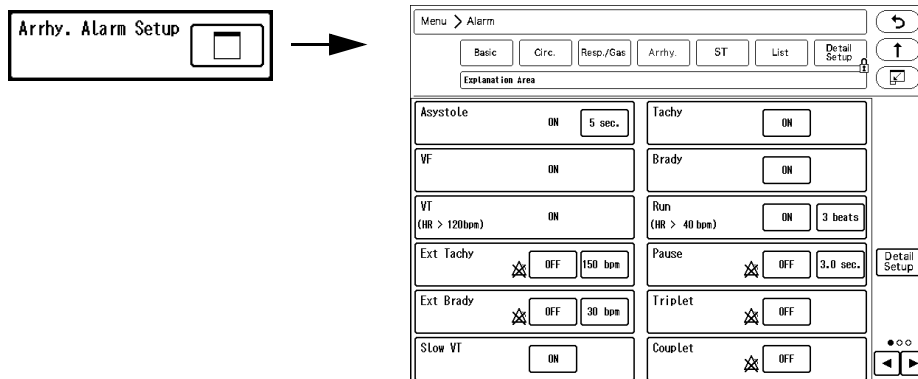 Arrhy. Alarm Setup
Menu > Alarm
Basic Circ. Resp./Gas Arrhy. ST List Detail Setup
Explanation Area
Asystole ON 5 sec. Tachy ON
VF ON Brady ON
VT (HR > 120bpm) ON Run (HR > 40 bpm) ON 3 beats
Ext Tachy OFF 150 bpm Pause OFF 3.0 sec.
Detail Setup
Ext Brady OFF 30 bpm Triplet OFF
Slow VT ON Couplet OFF